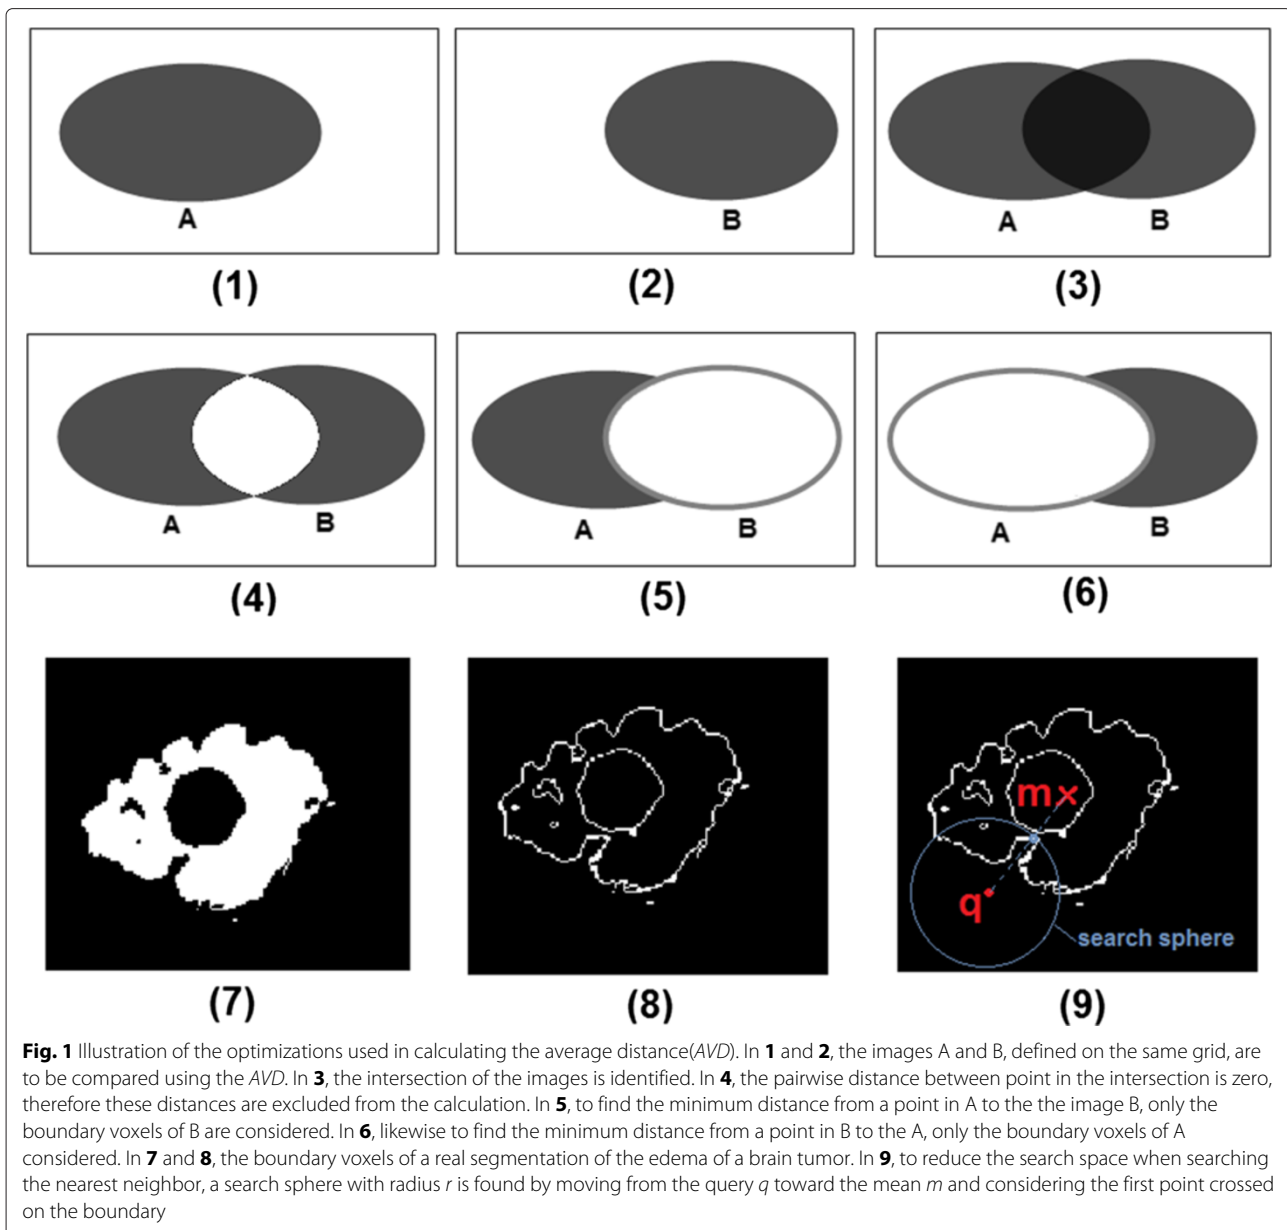 A
(1)
B
(2)
A B
(3)
A B
(4)
A B
(5)
A B
(6)
(7)
(8)
m
q
search sphere
(9)
Fig. 1 Illustration of the optimizations used in calculating the average distance(AVD). In 1 and 2, the images A and B, defined on the same grid, are
to be compared using the AVD. In 3, the intersection of the images is identified. In 4, the pairwise distance between point in the intersection is zero,
therefore these distances are excluded from the calculation. In 5, to find the minimum distance from a point in A to the the image B, only the
boundary voxels of B are considered. In 6, likewise to find the minimum distance from a point in B to the A, only the boundary voxels of A
considered. In 7 and 8, the boundary voxels of a real segmentation of the edema of a brain tumor. In 9, to reduce the search space when searching
the nearest neighbor, a search sphere with radius r is found by moving from the query q toward the mean m and considering the first point crossed
on the boundary